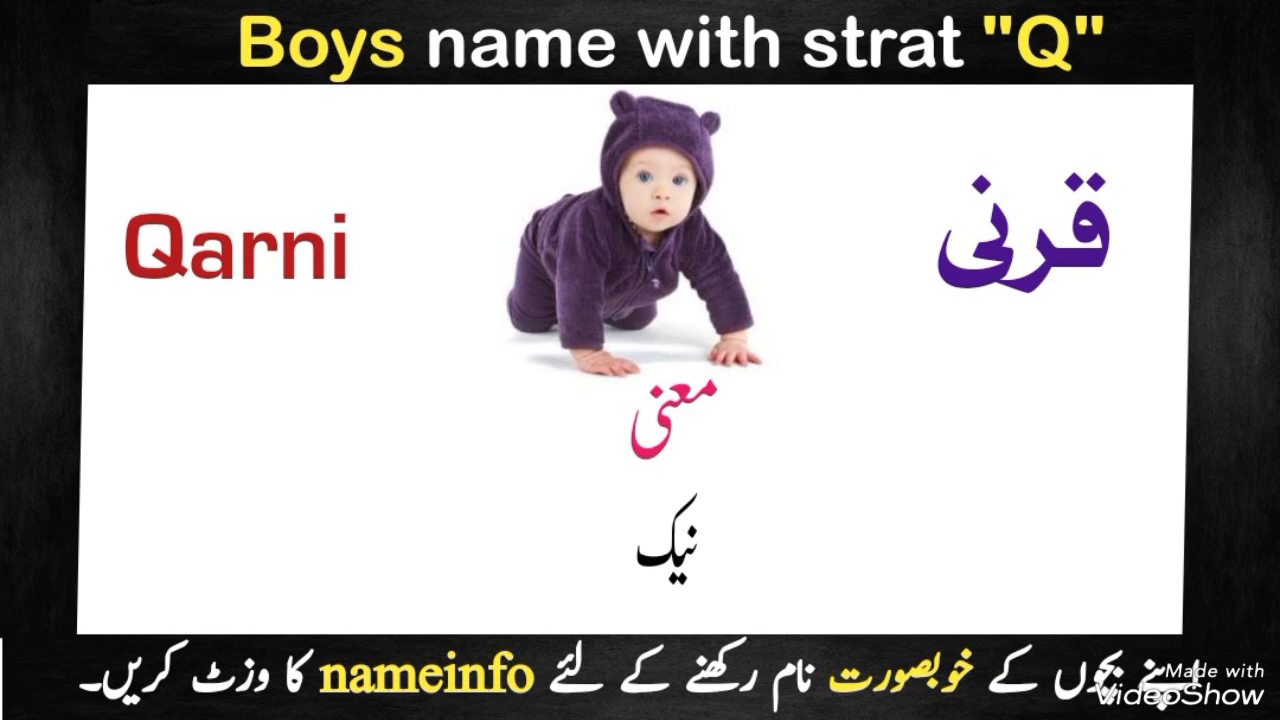 Boys name with strat "Q"
Qarni
قرنی
معنی
نیک
اپنے بچوں کے خوبصورت نام رکھنے کے لئے nameinfo کا وزٹ کریں۔
Made with
VideoShow